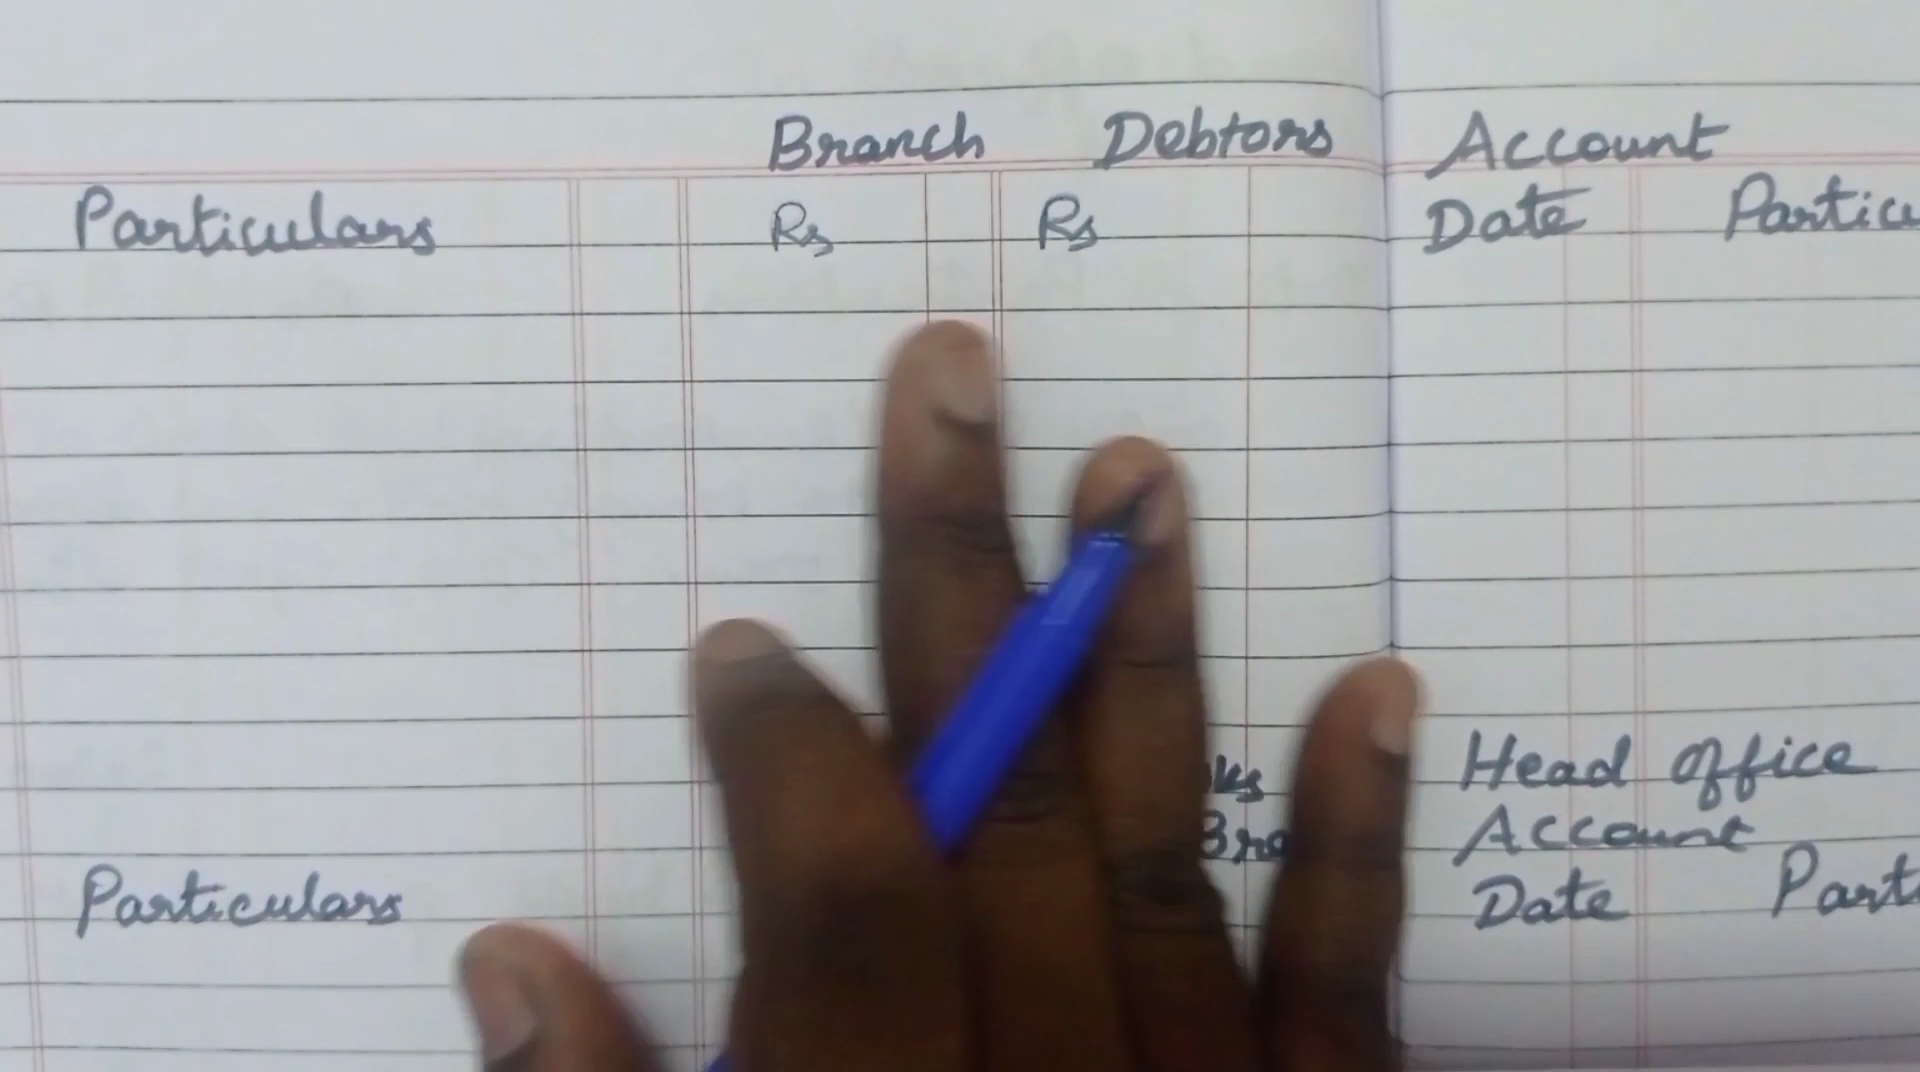 Branch Debtors Account
Particulars Rs Rs Date
Head office
Account
Particulars Date